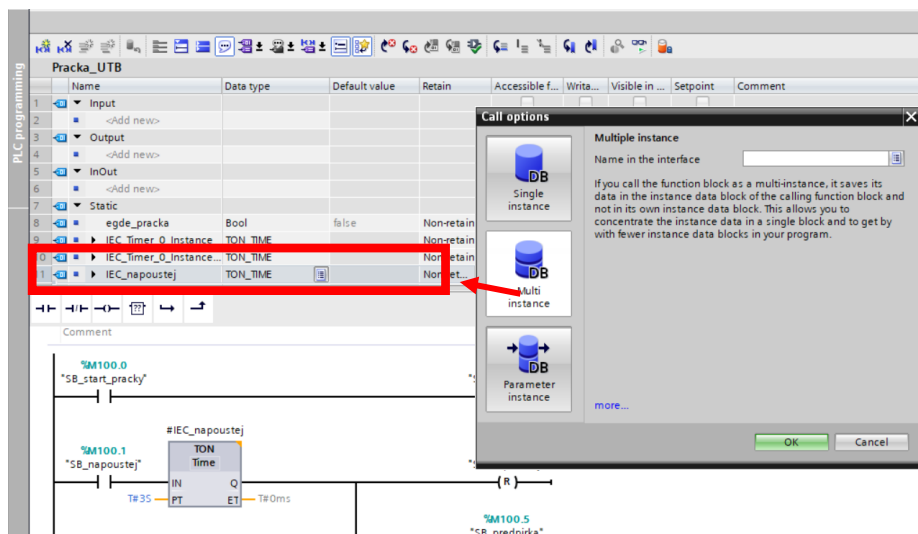 PLC programming
Pracka_UTB
Name Data type Default value Retain Accessible f... Writa... Visible in ... Setpoint Comment
1 Input
2 <Add new>
3 Output
4 <Add new>
5 InOut
6 <Add new>
7 Static
8 egde_pracka Bool false Non-retain
9 IEC_Timer_0_Instance TON_TIME Non-retain
0 IEC_Timer_0_Instance... TON_TIME Non-retain
1 IEC_napoustej TON_TIME
Call options
Single
instance
Multi
instance
Parameter
instance
Multiple instance
Name in the interface
If you call the function block as a multi-instance, it saves its
data in the instance data block of the calling function block and
not in its own instance data block. This allows you to
concentrate the instance data in a single block and to get by
with fewer instance data blocks in your program.
more...
OK Cancel
DB
DB
DB
??
Comment
%M100.0
"SB_start_pracky"
#IEC_napoustej
%M100.1
"SB_napoustej"
TON
Time
IN Q
T#3S PT ET T#0ms
R
%M100.5
"SB_predpirka"